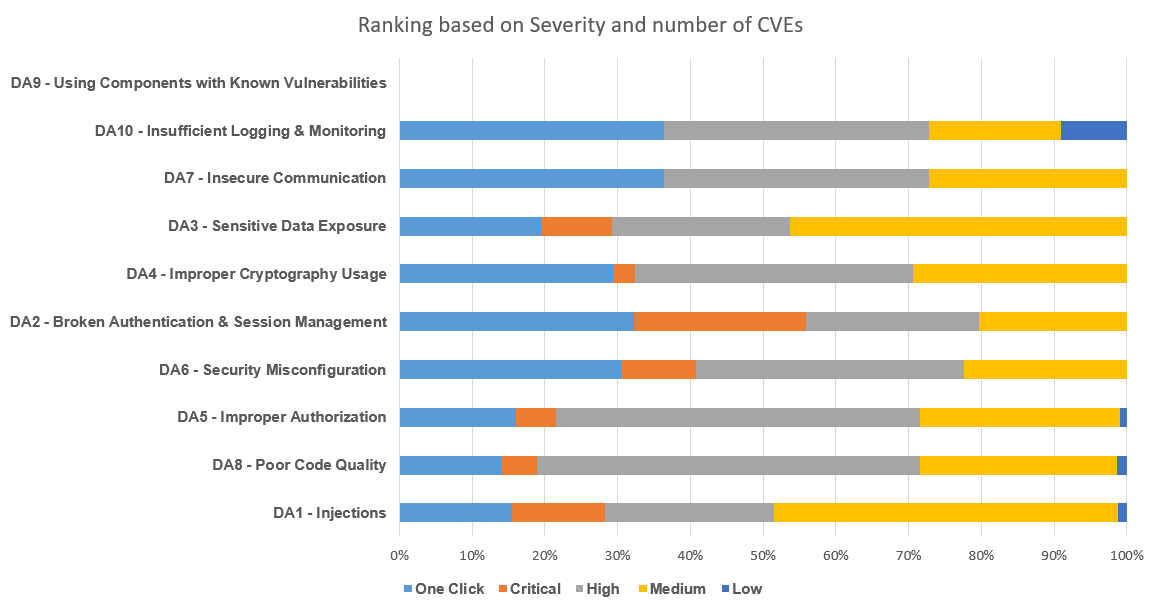 Ranking based on Severity and number of CVEs
DA9 - Using Components with Known Vulnerabilities
DA10 - Insufficient Logging & Monitoring
DA7 - Insecure Communication
DA3 - Sensitive Data Exposure
DA4 - Improper Cryptography Usage
DA2 - Broken Authentication & Session Management
DA6 - Security Misconfiguration
DA5 - Improper Authorization
DA8 - Poor Code Quality
DA1 - Injections
0% 10% 20% 30% 40% 50% 60% 70% 80% 90% 100%
One Click Critical High Medium Low